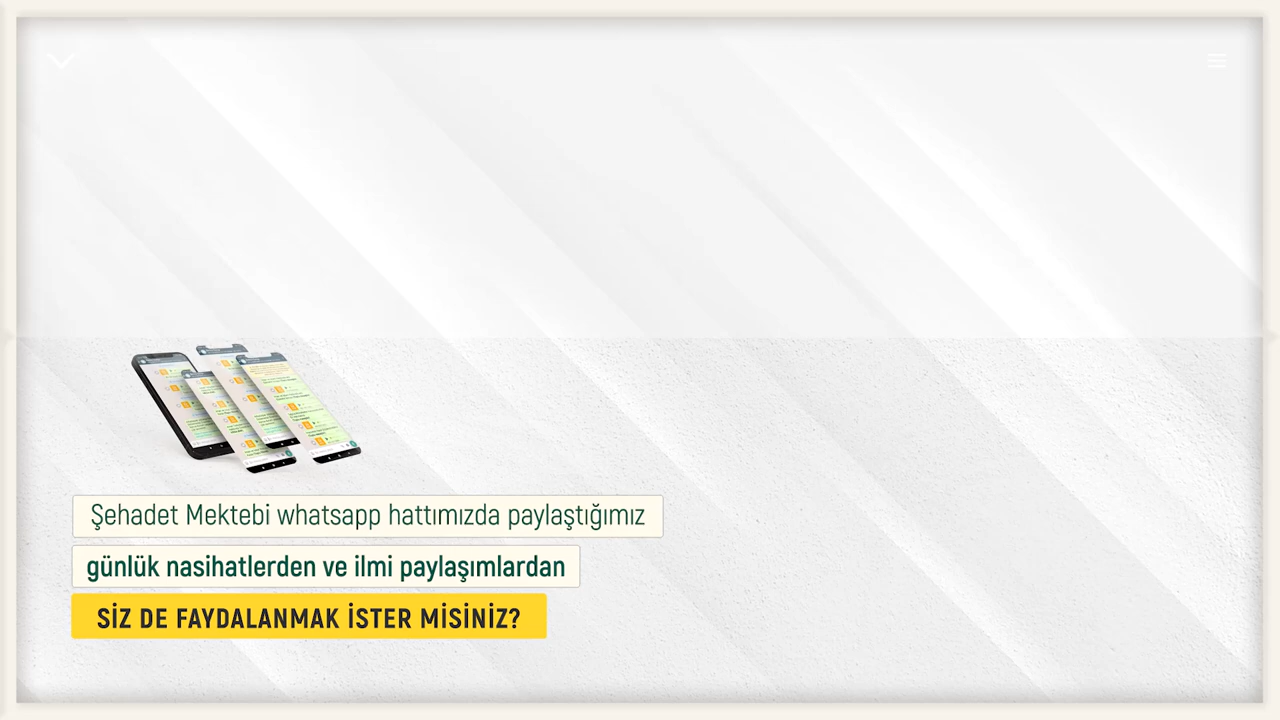 Şehadet Mektebi whatsapp hattımızda paylaştığımız
günlük nasihatlerden ve ilmi paylaşımlardan
SİZ DE FAYDALANMAK İSTER MİSİNİZ?